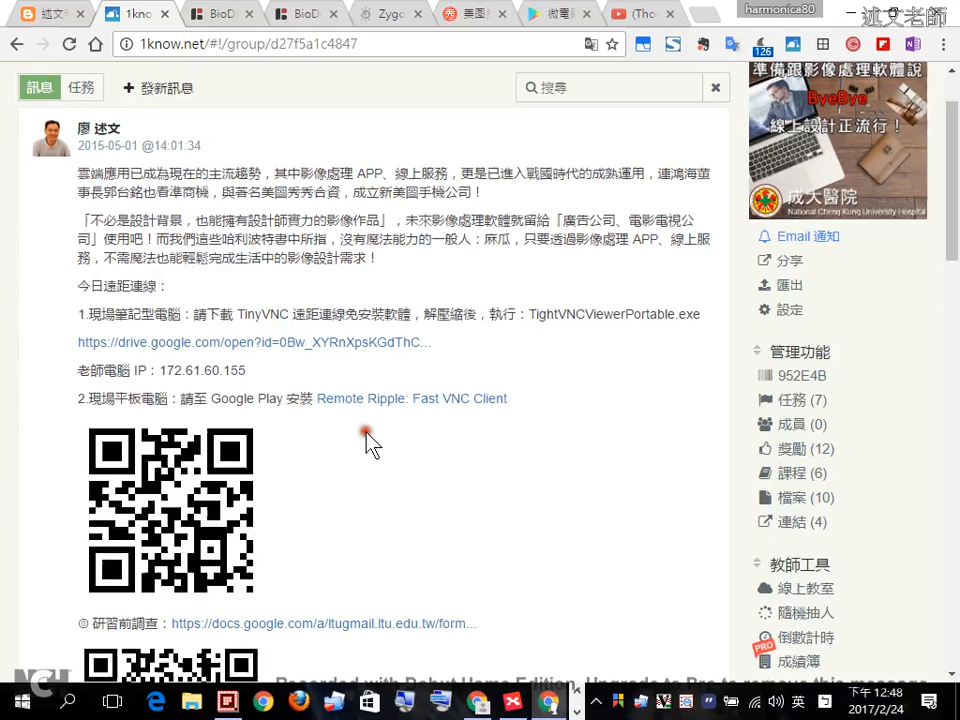 述文老師
harmonica80
述文
1kno
BioD
BioD
Zygo
美图
微電
(Tho
1know.net/#!/group/d27f5a1c4847
126
訊息
任務
+ 發新訊息
搜尋
廖 述文
2015-05-01 @14:01:34
雲端應用已成為現在的主流趨勢，其中影像處理 APP、線上服務，更是已進入戰國時代的成熟運用，連鴻海董
事長郭台銘也看準商機，與著名美圖秀秀合資，成立新美圖手機公司！
「不必是設計背景，也能擁有設計師實力的影像作品」，未來影像處理軟體就留給「廣告公司、電影電視公
司」使用吧！而我們這些哈利波特書中所指，沒有魔法能力的一般人：麻瓜，只要透過影像處理 APP、線上服
務，不需魔法也能輕鬆完成生活中的影像設計需求！
今日遠距連線：
1.現場筆記型電腦：請下載 TinyVNC 遠距連線免安裝軟體，解壓縮後，執行：TightVNCViewerPortable.exe
https://drive.google.com/open?id=0Bw_XYRnXpsKGdThC...
老師電腦 IP：172.61.60.155
2.現場平板電腦：請至 Google Play 安裝 Remote Ripple: Fast VNC Client
◎ 研習前調查：https://docs.google.com/a/ltugmail.ltu.edu.tw/form...
準備跟影像處理軟體說
ByeBye
線上設計正流行！
成大醫院
National Cheng Kung University Hospital
Email 通知
分享
匯出
設定
管理功能
952E4B
任務 (7)
成員 (0)
獎勵 (12)
課程 (6)
檔案 (10)
連結 (4)
教師工具
線上教室
隨機抽人
倒數計時
PRO
成績簿
NCH
英
下午 12:48
2017/2/24